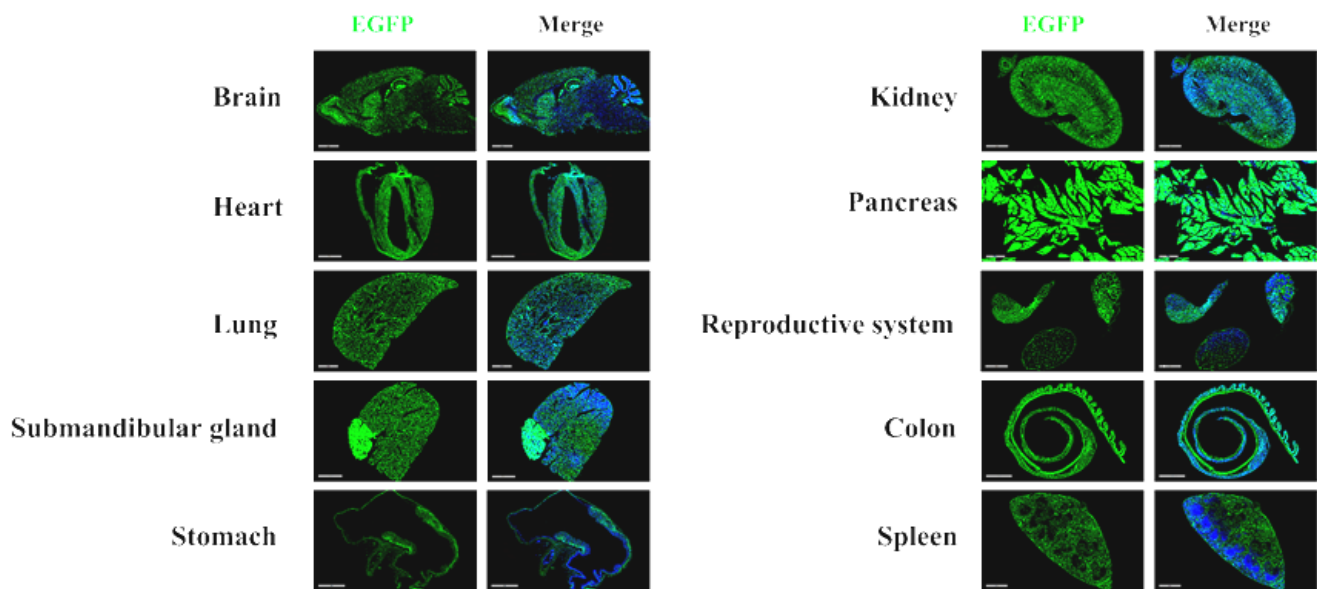 EGFP Merge EGFP Merge
Brain Kidney
Heart Pancreas
Lung Reproductive system
Submandibular gland Colon
Stomach Spleen